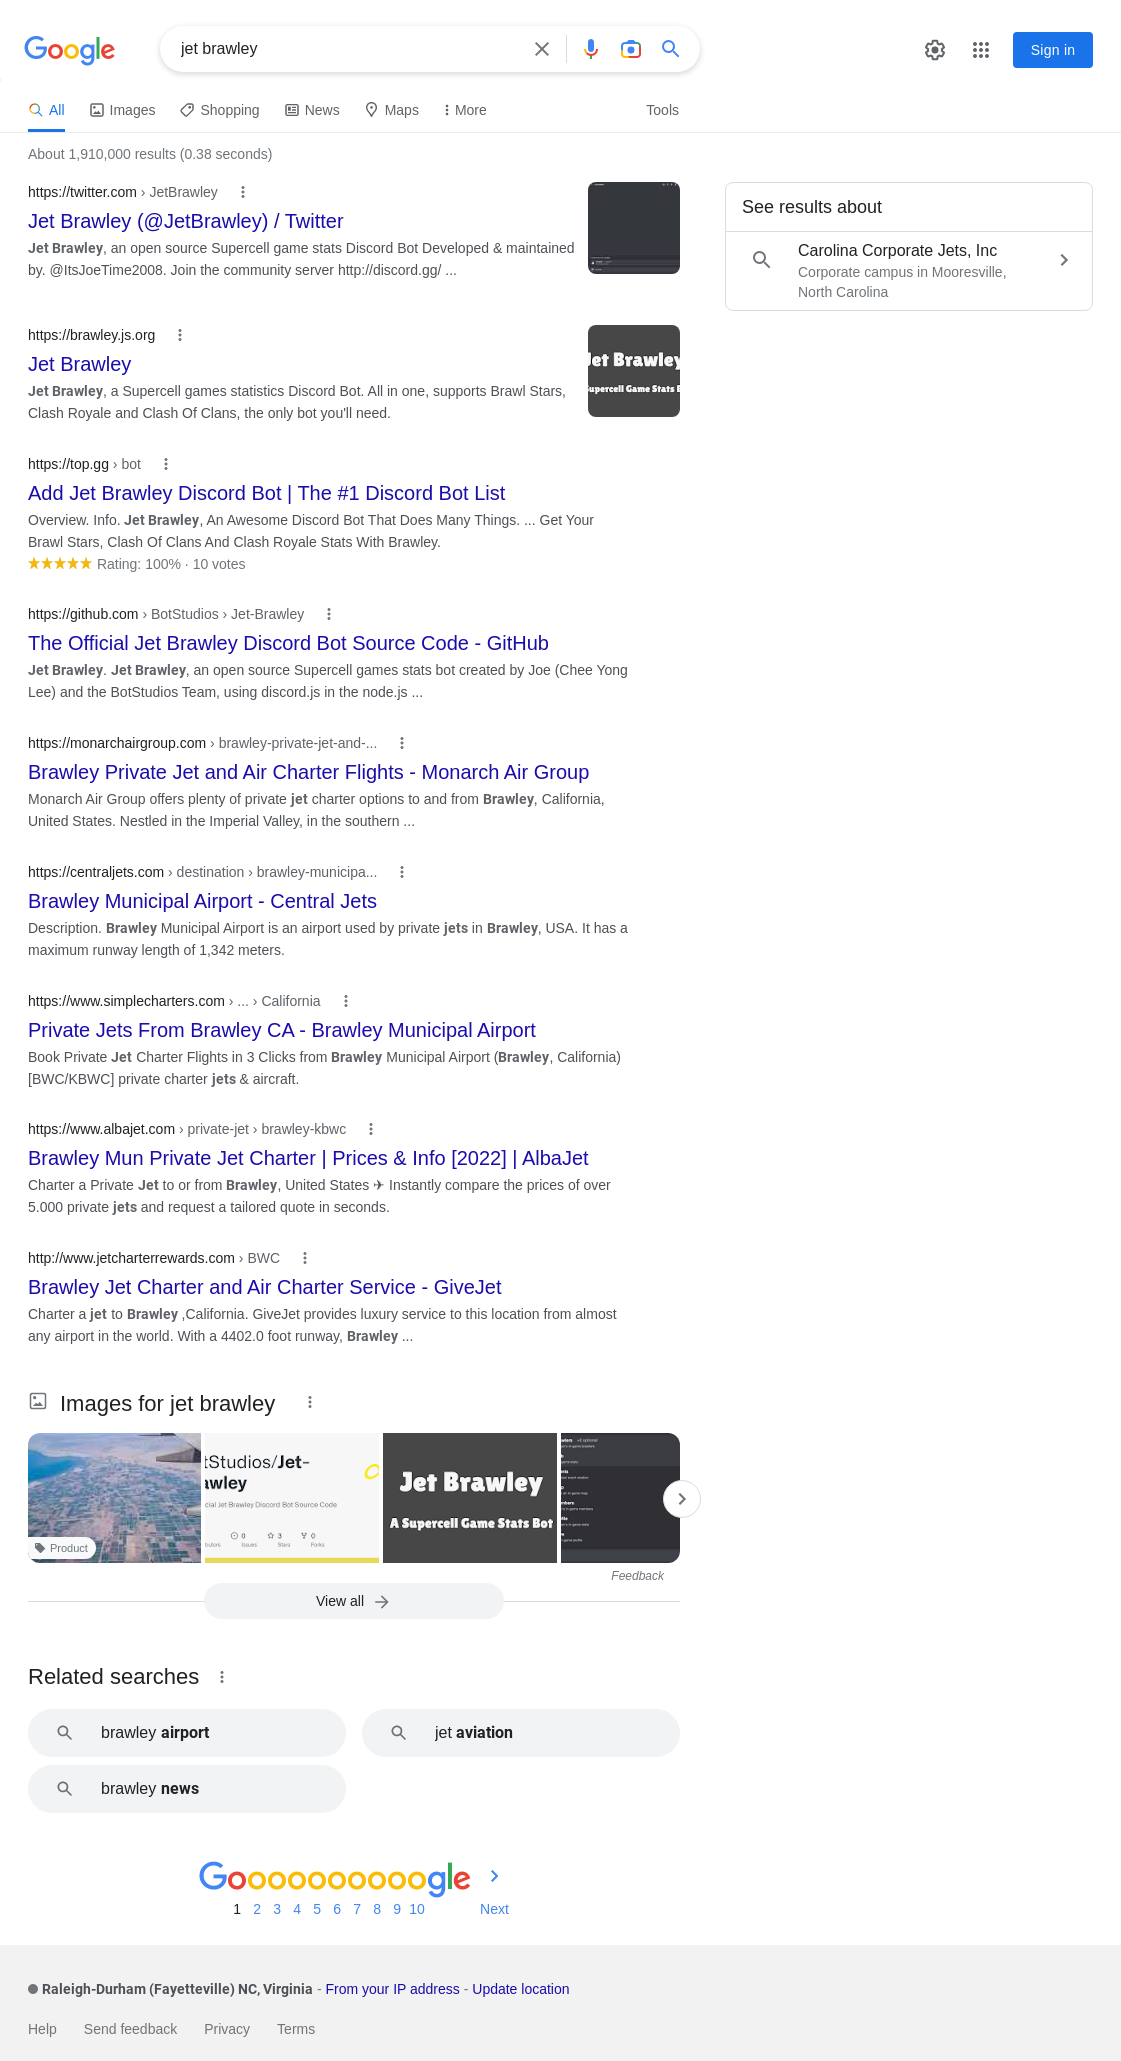 Google
jet brawley
Sign in
All
Images
Shopping
News
Maps
More
Tools
About 1,910,000 results (0.38 seconds)
https://twitter.com › JetBrawley
Jet Brawley (@JetBrawley) / Twitter
Jet Brawley, an open source Supercell game stats Discord Bot Developed & maintained
by. @ItsJoeTime2008. Join the community server http://discord.gg/ ...
See results about
Carolina Corporate Jets, Inc
Corporate campus in Mooresville,
North Carolina
https://brawley.js.org
Jet Brawley
Jet Brawley, a Supercell games statistics Discord Bot. All in one, supports Brawl Stars,
Clash Royale and Clash Of Clans, the only bot you'll need.
Jet Brawley
Supercell Game Stats B
https://top.gg › bot
Add Jet Brawley Discord Bot | The #1 Discord Bot List
Overview. Info. Jet Brawley, An Awesome Discord Bot That Does Many Things. ... Get Your
Brawl Stars, Clash Of Clans And Clash Royale Stats With Brawley.
Rating: 100% · 10 votes
https://github.com › BotStudios › Jet-Brawley
The Official Jet Brawley Discord Bot Source Code - GitHub
Jet Brawley. Jet Brawley, an open source Supercell games stats bot created by Joe (Chee Yong
Lee) and the BotStudios Team, using discord.js in the node.js ...
https://monarchairgroup.com › brawley-private-jet-and-...
Brawley Private Jet and Air Charter Flights - Monarch Air Group
Monarch Air Group offers plenty of private jet charter options to and from Brawley, California,
United States. Nestled in the Imperial Valley, in the southern ...
https://centraljets.com › destination › brawley-municipa...
Brawley Municipal Airport - Central Jets
Description. Brawley Municipal Airport is an airport used by private jets in Brawley, USA. It has a
maximum runway length of 1,342 meters.
https://www.simplecharters.com › ... › California
Private Jets From Brawley CA - Brawley Municipal Airport
Book Private Jet Charter Flights in 3 Clicks from Brawley Municipal Airport (Brawley, California)
[BWC/KBWC] private charter jets & aircraft.
https://www.albajet.com › private-jet › brawley-kbwc
Brawley Mun Private Jet Charter | Prices & Info [2022] | AlbaJet
Charter a Private Jet to or from Brawley, United States ✈ Instantly compare the prices of over
5.000 private jets and request a tailored quote in seconds.
http://www.jetcharterrewards.com › BWC
Brawley Jet Charter and Air Charter Service - GiveJet
Charter a jet to Brawley ,California. GiveJet provides luxury service to this location from almost
any airport in the world. With a 4402.0 foot runway, Brawley ...
Images for jet brawley
Product
tStudios/Jet-
awley
cial Jet Brawley Discord Bot Source Code
0
3
0
Issues
Stars
Forks
Jet Brawley
A Supercell Game Stats Bot
Feedback
View all
Related searches
brawley airport
jet aviation
brawley news
Goooooooooogle
1 2 3 4 5 6 7 8 9 10
Next
Raleigh-Durham (Fayetteville) NC, Virginia - From your IP address - Update location
Help
Send feedback
Privacy
Terms